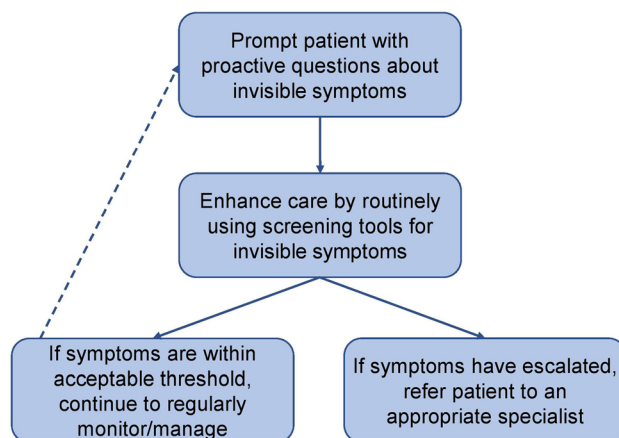 Prompt patient with
proactive questions about
invisible symptoms
Enhance care by routinely
using screening tools for
invisible symptoms
If symptoms are within
acceptable threshold,
continue to regularly
monitor/manage
If symptoms have escalated,
refer patient to an
appropriate specialist